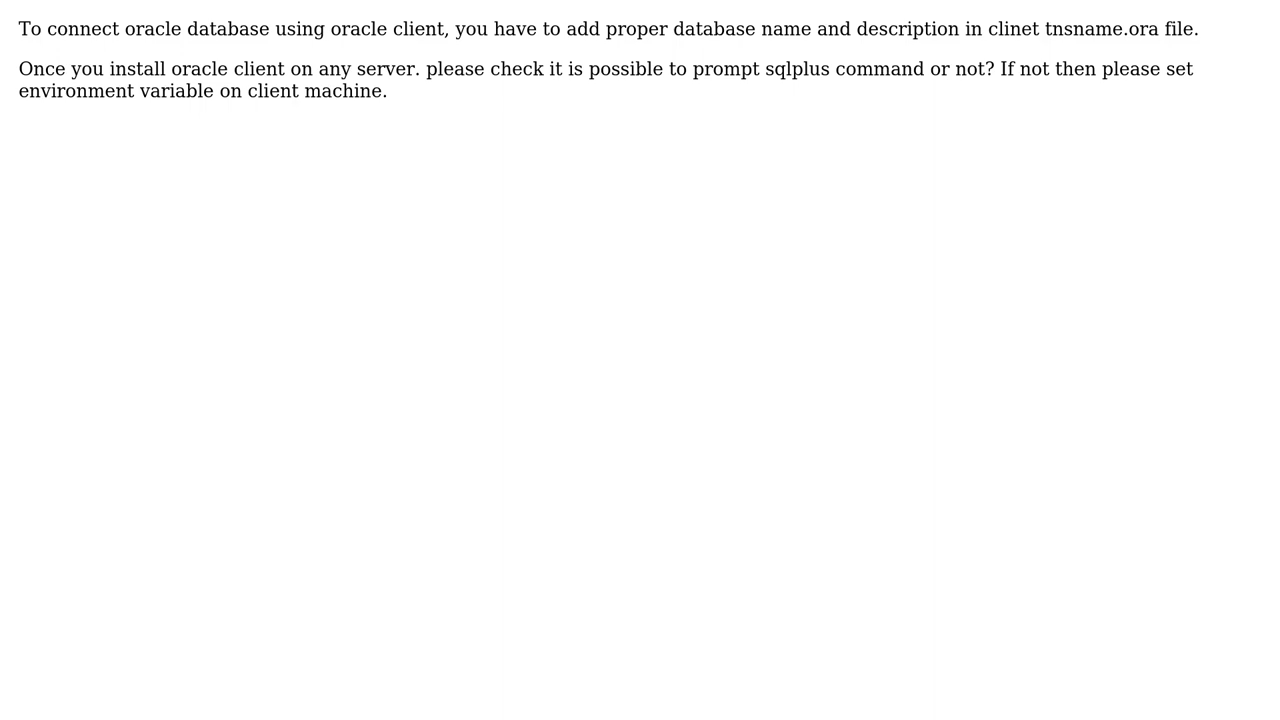 To connect oracle database using oracle client, you have to add proper database name and description in clinet tnsname.ora file.
Once you install oracle client on any server. please check it is possible to prompt sqlplus command or not? If not then please set
environment variable on client machine.